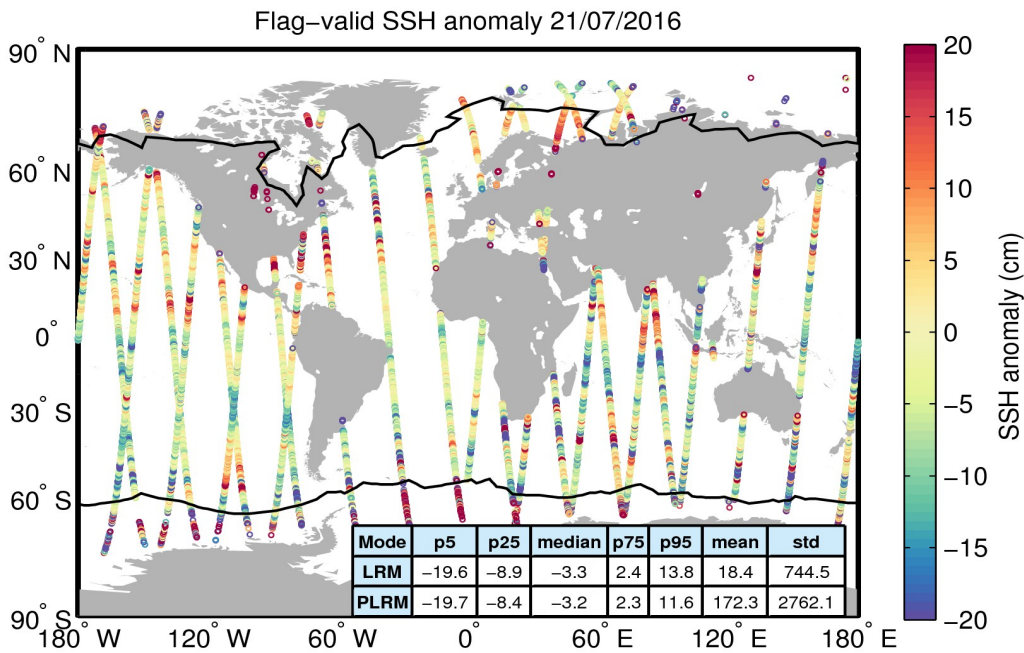 Flag−valid SSH anomaly 21/07/2016
90° N
60° N
30° N
0°
30° S
60° S
90° S
180° W
120° W
60° W
0°
60° E
120° E
180° E
Mode p5 p25 median p75 p95 mean std
LRM −19.6 −8.9 −3.3 2.4 13.8 18.4 744.5
PLRM −19.7 −8.4 −3.2 2.3 11.6 172.3 2762.1
20
15
10
5
0
−5
−10
−15
−20
SSH anomaly (cm)